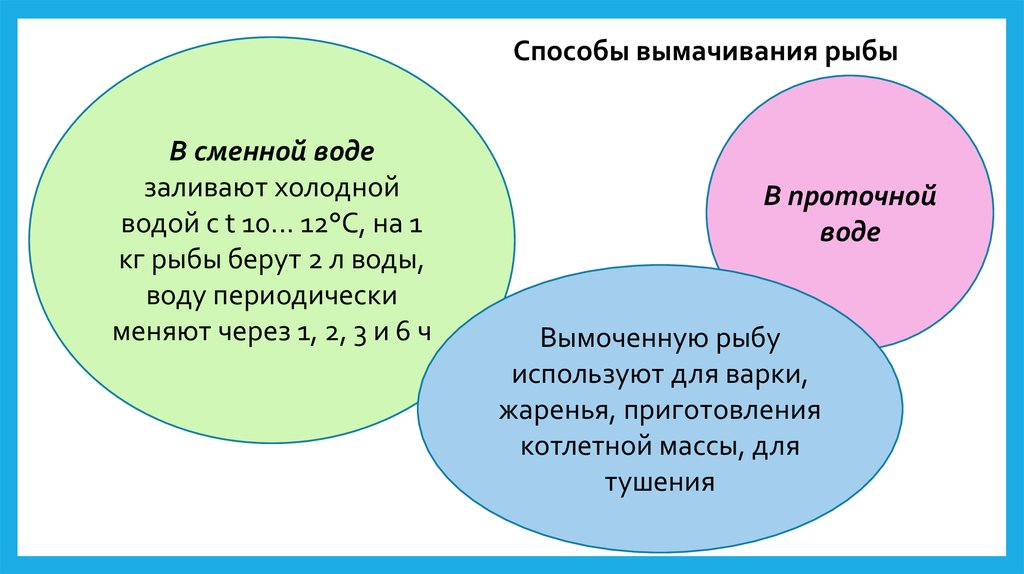 Способы вымачивания рыбы
В сменной воде
заливают холодной
водой с t 10... 12°С, на 1
кг рыбы берут 2 л воды,
воду периодически
меняют через 1, 2, 3 и 6 ч
В проточной
воде
Вымоченную рыбу
используют для варки,
жаренья, приготовления
котлетной массы, для
тушения